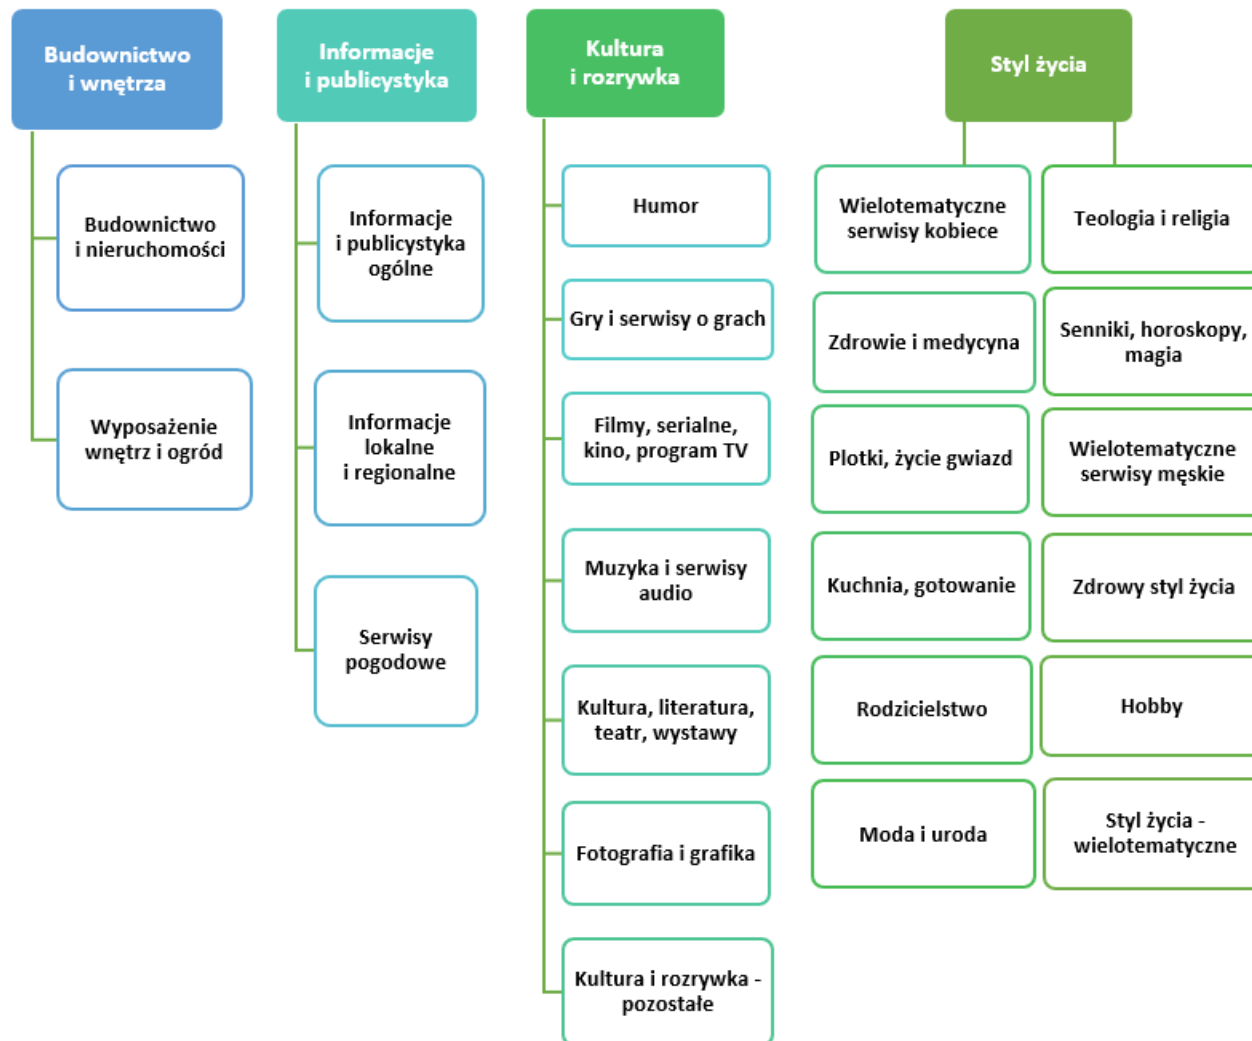 Budownictwo
i wnętrza
Budownictwo
i nieruchomości
Wyposażenie
wnętrz i ogród
Informacje
i publicystyka
Informacje
i publicystyka
ogólne
Informacje
lokalne
i regionalne
Serwisy
pogodowe
Kultura
i rozrywka
Humor
Gry i serwisy o grach
Filmy, serialne,
kino, program TV
Muzyka i serwisy
audio
Kultura, literatura,
teatr, wystawy
Fotografia i grafika
Kultura i rozrywka -
pozostałe
Styl życia
Wielotematyczne
serwisy kobiece
Zdrowie i medycyna
Plotki, życie gwiazd
Kuchnia, gotowanie
Rodzicielstwo
Moda i uroda
Teologia i religia
Senniki, horoskopy,
magia
Wielotematyczne
serwisy męskie
Zdrowy styl życia
Hobby
Styl życia -
wielotematyczne